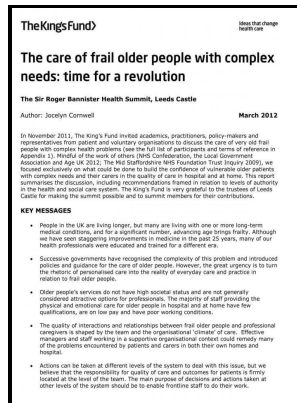 TheKingsFund>
Ideas that change
health care
The care of frail older people with complex
needs: time for a revolution
The Sir Roger Bannister Health Summit, Leeds Castle
Author: Jocelyn Cornwell
March 2012
In November 2011, The King's Fund invited academics, practitioners, policy-makers and
representatives from patient and voluntary organisations to discuss the care of very old frail
people with complex health problems (see the full list of participants and terms of reference in
Appendix 1). Mindful of the work of others (NHS Confederation, the Local Government
Association and Age UK 2012; The Mid Staffordshire NHS Foundation Trust Inquiry 2009), we
focused exclusively on what could be done to build the confidence of vulnerable older patients
with complex needs and their carers in the quality of care in hospital and at home. This report
summarises the discussion, including recommendations framed in relation to levels of authority
in the health and social care system. The King's Fund is very grateful to the trustees of Leeds
Castle for making the summit possible and to summit members for their contributions.
KEY MESSAGES
• People in the UK are living longer, but many are living with one or more long-term
medical conditions, and for a significant number, advancing age brings frailty. Although
we have seen staggering improvements in medicine in the past 25 years, many of our
health professionals were educated and trained for a different era.
• Successive governments have recognised the complexity of this problem and introduced
policies and guidance for the care of older people. However, the great urgency is to turn
the rhetoric of personalised care into the reality of everyday care and practice in
relation to frail older people.
• Older people's services do not have high societal status and are not generally
considered attractive options for professionals. The majority of staff providing the
physical and emotional care for older people in hospital and at home have few
qualifications, are on low pay and have poor working conditions.
• The quality of interactions and relationships between frail older people and professional
caregivers is shaped by the team and the organisational 'climate' of care. Effective
managers and staff working in a supportive organisational context could remedy many
of the problems encountered by patients and carers in both their own homes and
hospital.
• Actions can be taken at different levels of the system to deal with this issue, but we
believe that the responsibility for quality of care and outcomes for patients is firmly
located at the level of the team. The main purpose of decisions and actions taken at
other levels of the system should be to enable frontline staff to do their work.